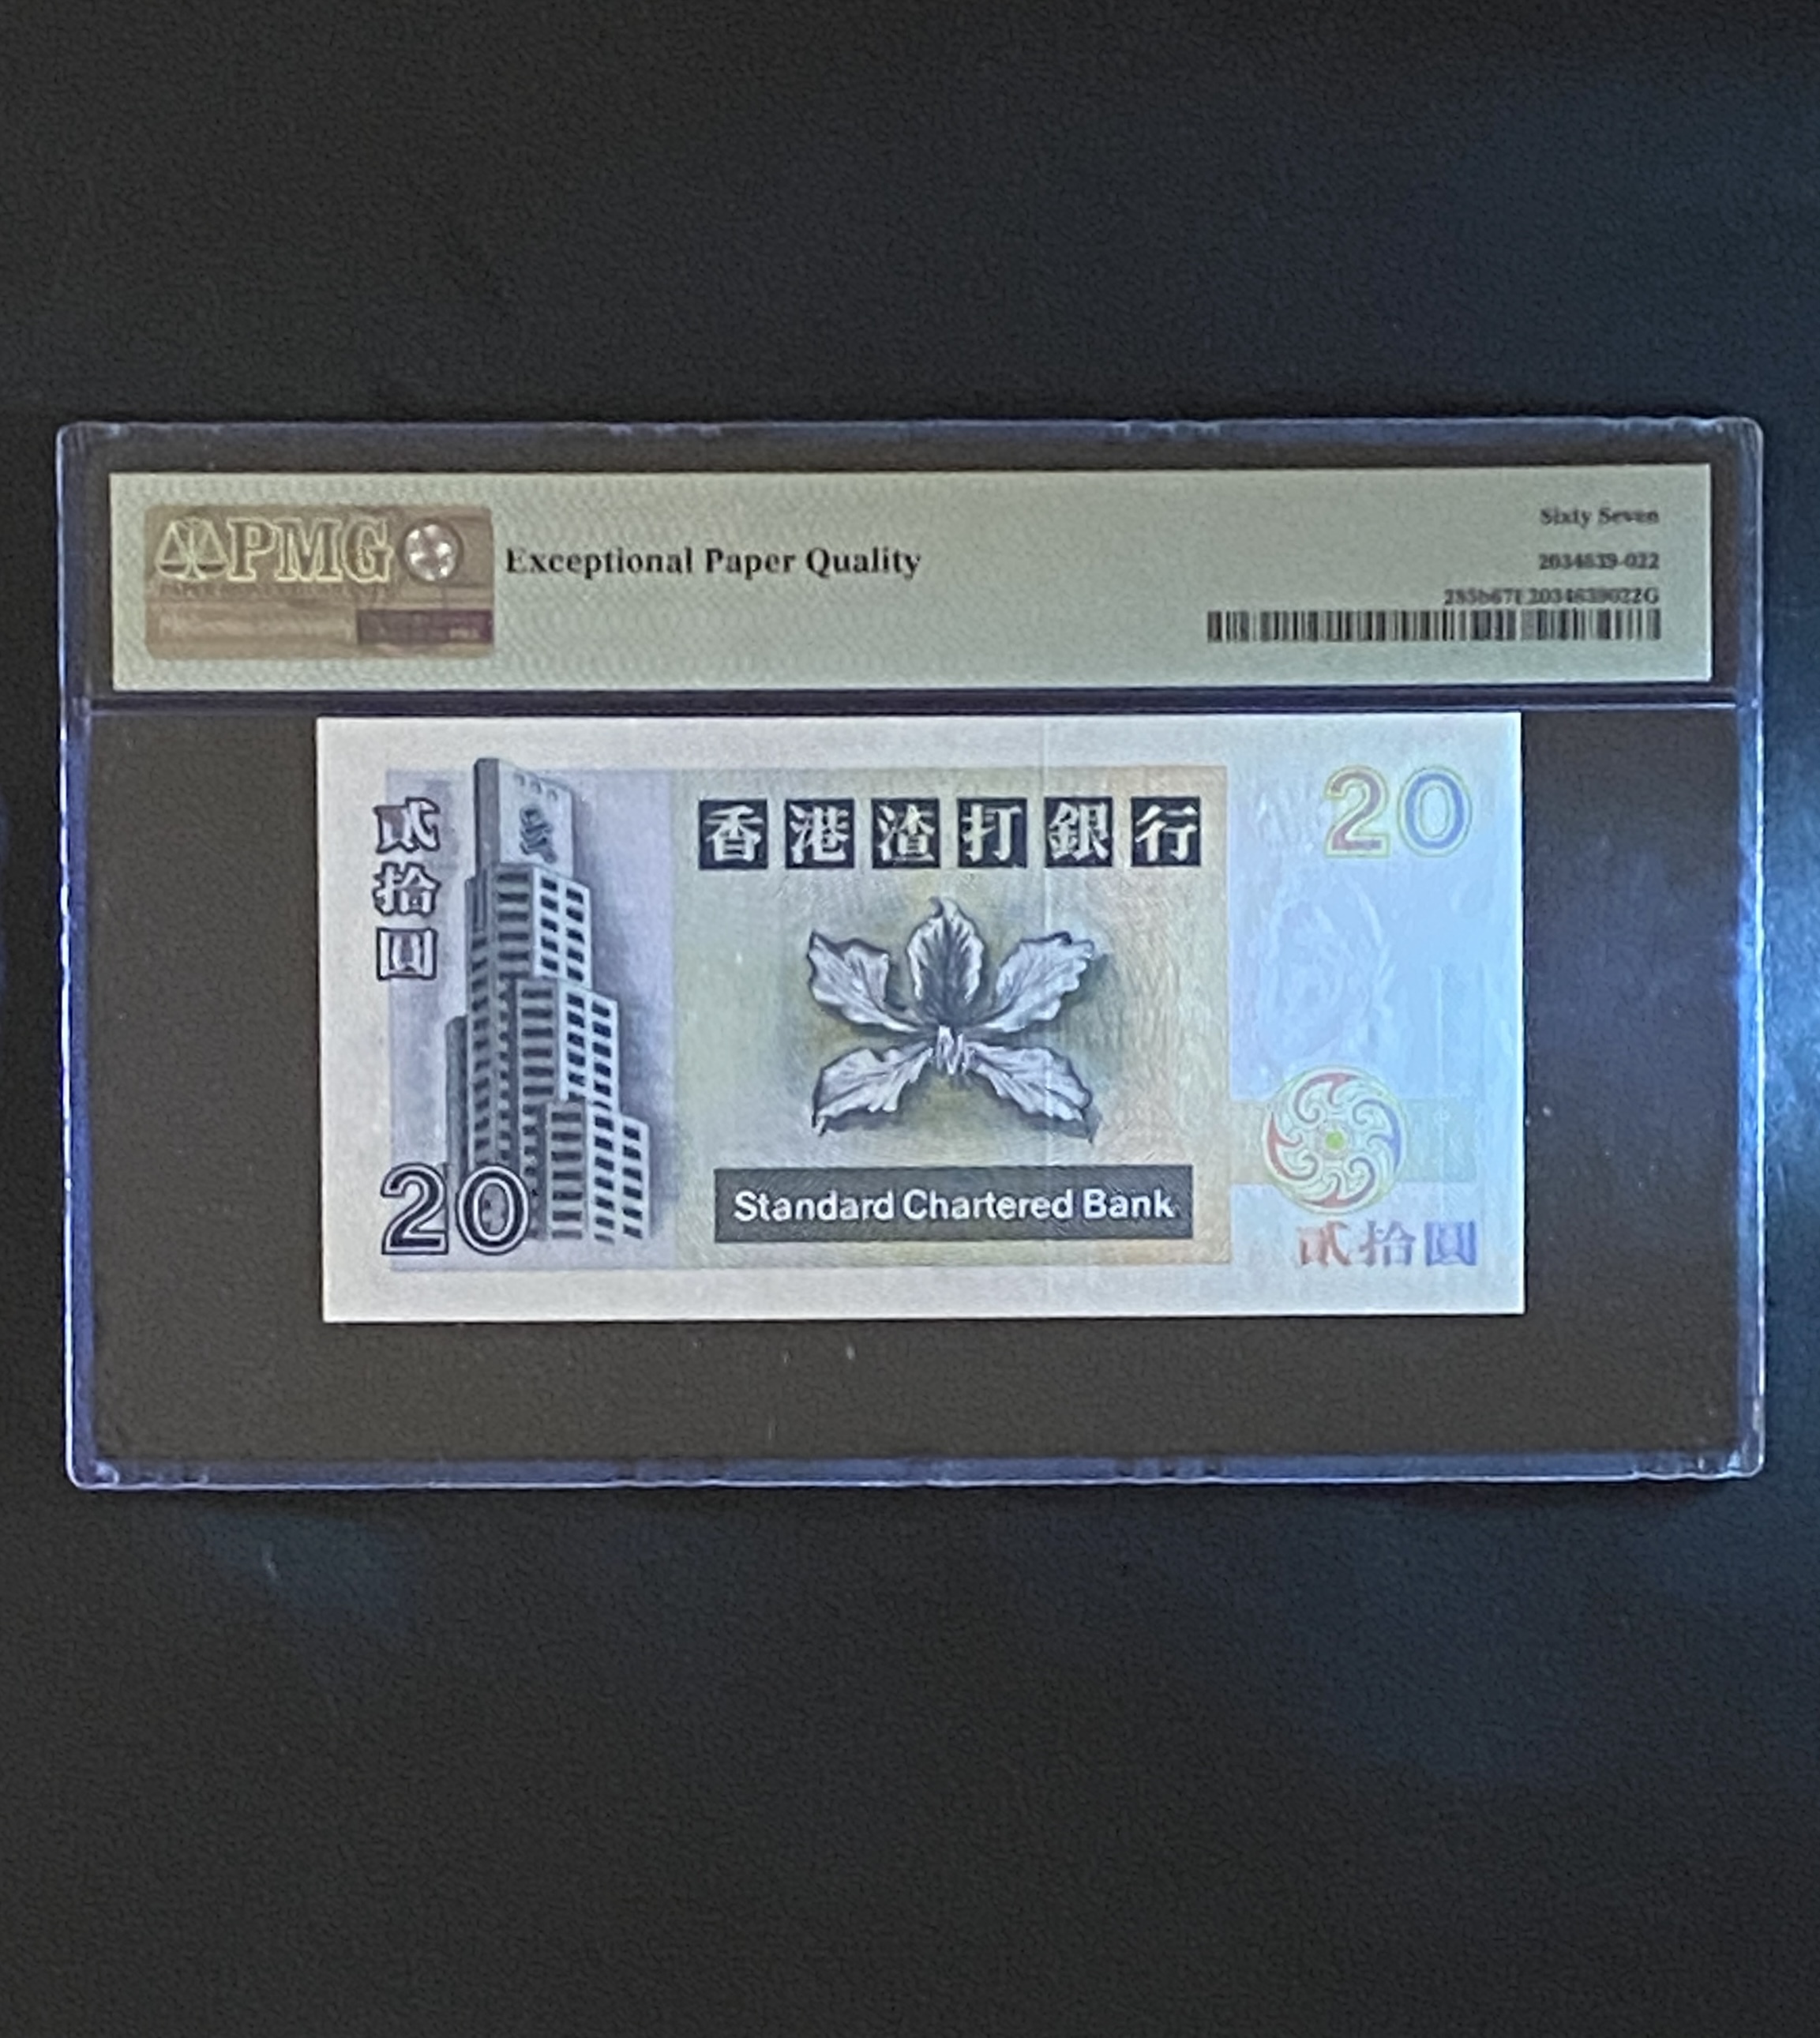 PMG
Exceptional Paper Quality
Sixty Seven
2034639-022
貳拾圓
香港渣打銀行
20
20
Standard Chartered Bank
貳拾圓